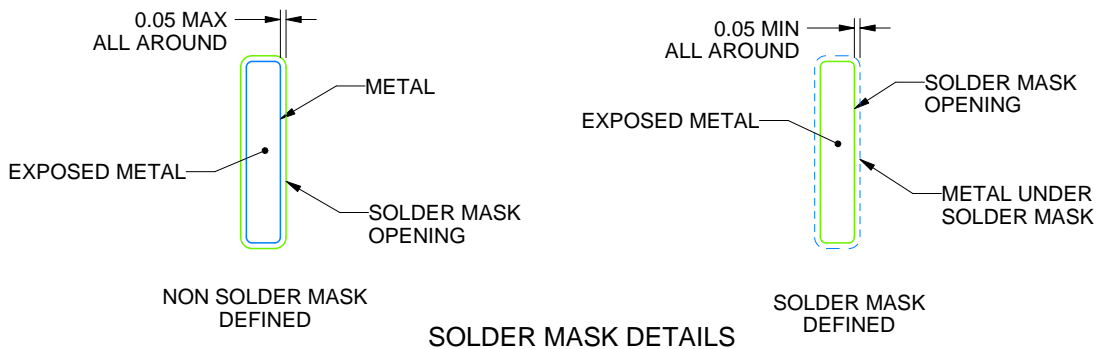 0.05 MAX
ALL AROUND
METAL
EXPOSED METAL
SOLDER MASK
OPENING
NON SOLDER MASK
DEFINED
0.05 MIN
ALL AROUND
SOLDER MASK
OPENING
EXPOSED METAL
METAL UNDER
SOLDER MASK
SOLDER MASK
DEFINED
SOLDER MASK DETAILS